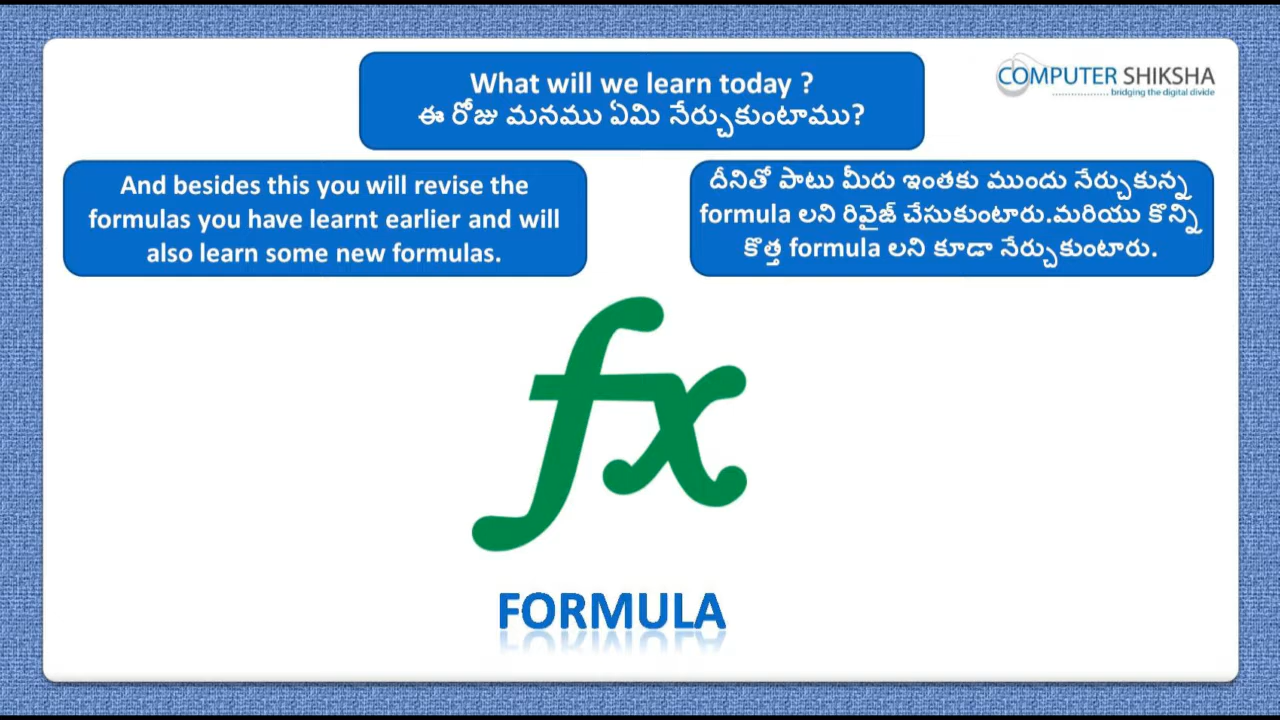 What will we learn today ?
ఈ రోజు మనము ఏమి నేర్చుకుంటాము?
COMPUTER SHIKSHA
bridging the digital divide
And besides this you will revise the
formulas you have learnt earlier and will
also learn some new formulas.
దీనితో పాటు మీరు ఇంతకు ముందు నేర్చుకున్న
formula లని రివైజ్ చేసుకుంటారు.మరియు కొన్ని
కొత్త formula లని కూడా నేర్చుకుంటారు.
fx
FORMULA